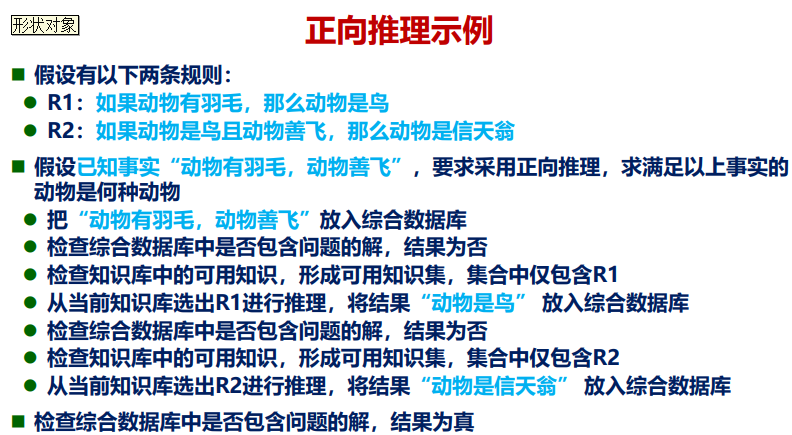 形状对象
正向推理示例
假设有以下两条规则：
R1：如果动物有羽毛，那么动物是鸟
R2：如果动物是鸟且动物善飞，那么动物是信天翁
假设已知事实“动物有羽毛，动物善飞”，要求采用正向推理，求满足以上事实的
动物是何种动物
把“动物有羽毛，动物善飞”放入综合数据库
检查综合数据库中是否包含问题的解，结果为否
检查知识库中的可用知识，形成可用知识集，集合中仅包含R1
从当前知识库选出R1进行推理，将结果“动物是鸟” 放入综合数据库
检查综合数据库中是否包含问题的解，结果为否
检查知识库中的可用知识，形成可用知识集，集合中仅包含R2
从当前知识库选出R2进行推理，将结果“动物是信天翁” 放入综合数据库
检查综合数据库中是否包含问题的解，结果为真